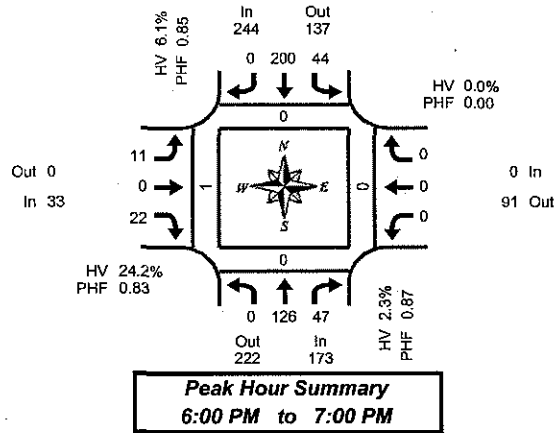 In Out
244 137
HV 6.1%
PHF 0.85
0 200 44
HV 0.0%
PHF 0.00
0
11
0
Out 0
0
1
N
W E
S
0
0
0 In
In 33
22
0
91 Out
HV 24.2%
PHF 0.83
0
0 126 47
HV 2.3%
PHF 0.87
Out In
222 173
Peak Hour Summary
6:00 PM to 7:00 PM